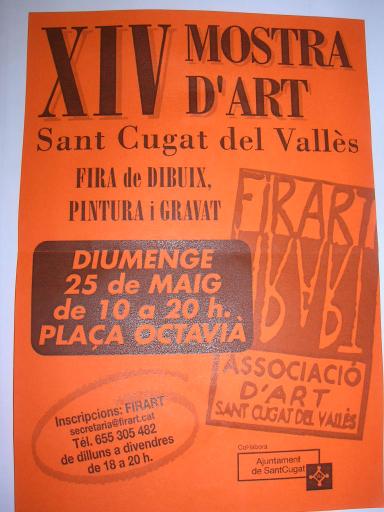 XIV MOSTRA
D'ART
Sant Cugat del Vallès
FIRA de DIBUIX,
PINTURA i GRAVAT
FIRART
FIRART
DIUMENGE
25 de MAIG
de 10 a 20 h.
PLAÇA OCTAVIÀ
ASSOCIACIÓ
D'ART
SANT CUGAT DEL VALLÈS
Inscripcions: FIRART
secretaria@firart.cat
Tél. 655 305 482
de dilluns a divendres
de 18 a 20 h.
Col·labora
Ajuntament
de SantCugat